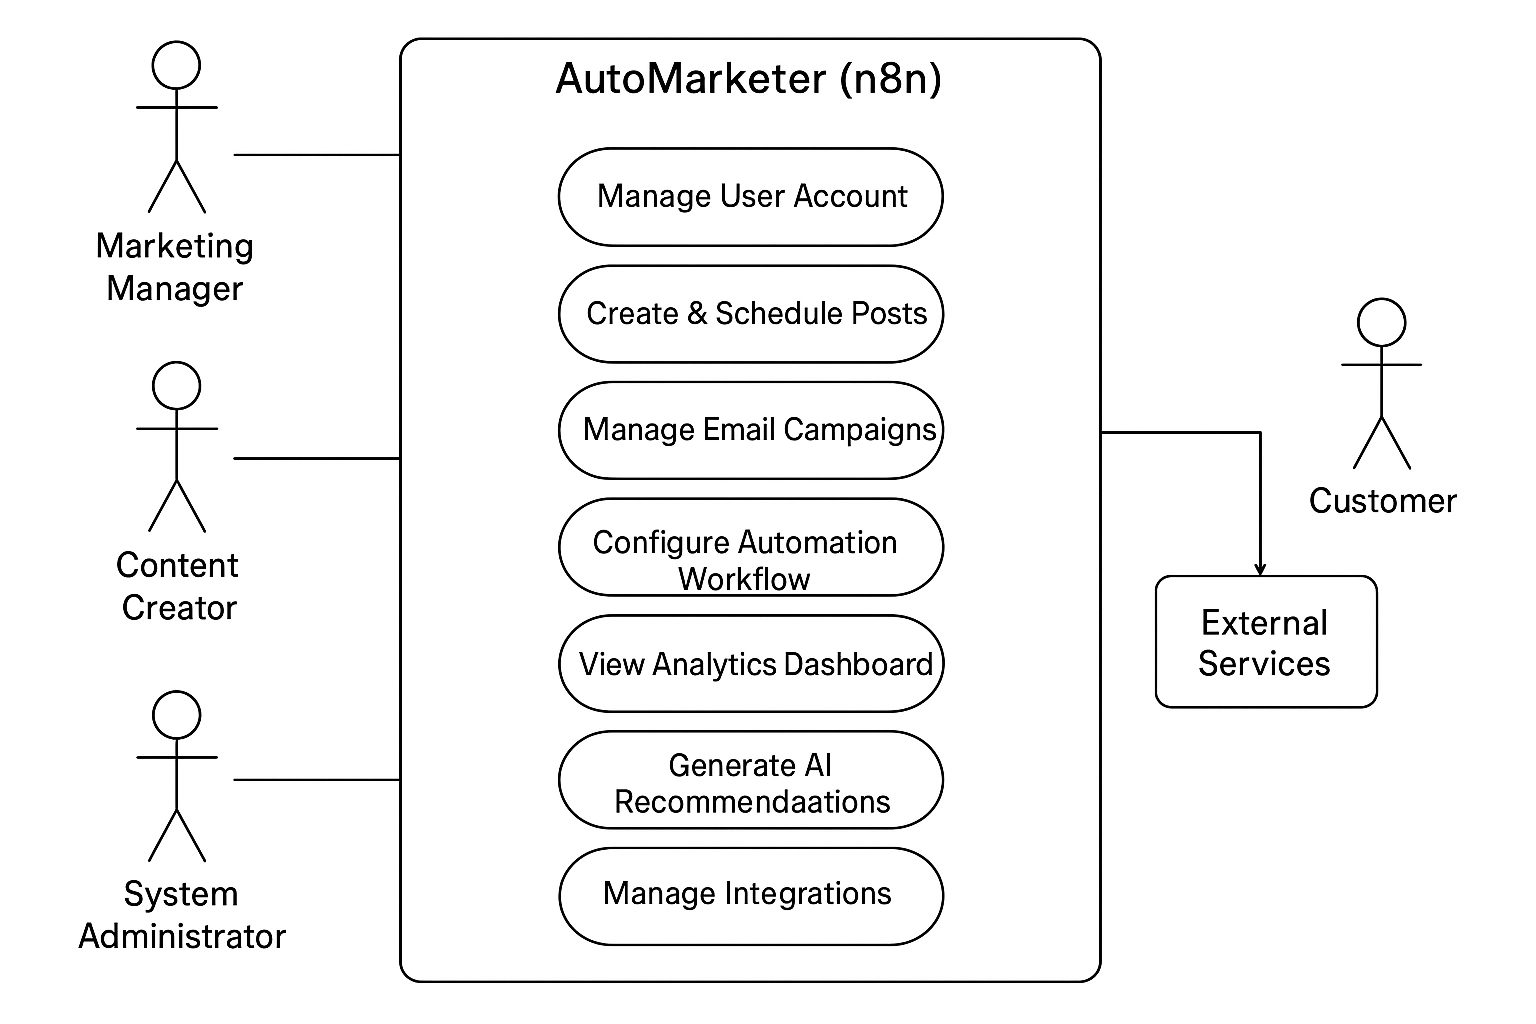 AutoMarketer (n8n)
Marketing
Manager
Content
Creator
System
Administrator
Manage User Account
Create & Schedule Posts
Manage Email Campaigns
Configure Automation
Workflow
View Analytics Dashboard
Generate AI
Recommendaations
Manage Integrations
Customer
External
Services